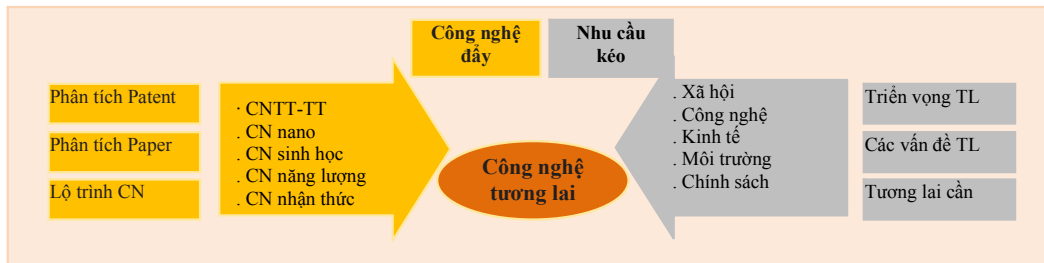 Công nghệ
đẩy
Nhu cầu
kéo
Phân tích Patent
Phân tích Paper
Lộ trình CN
· CNTT-TT
. CN nano
. CN sinh học
. CN năng lượng
. CN nhận thức
Công nghệ
tương lai
. Xã hội
. Công nghệ
. Kinh tế
. Môi trường
. Chính sách
Triển vọng TL
Các vấn đề TL
Tương lai cần